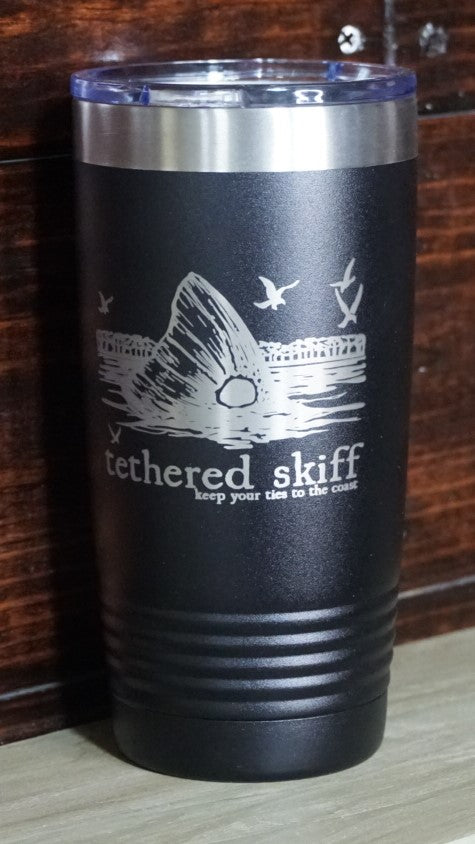 tethered skiff
keep your ties to the coast